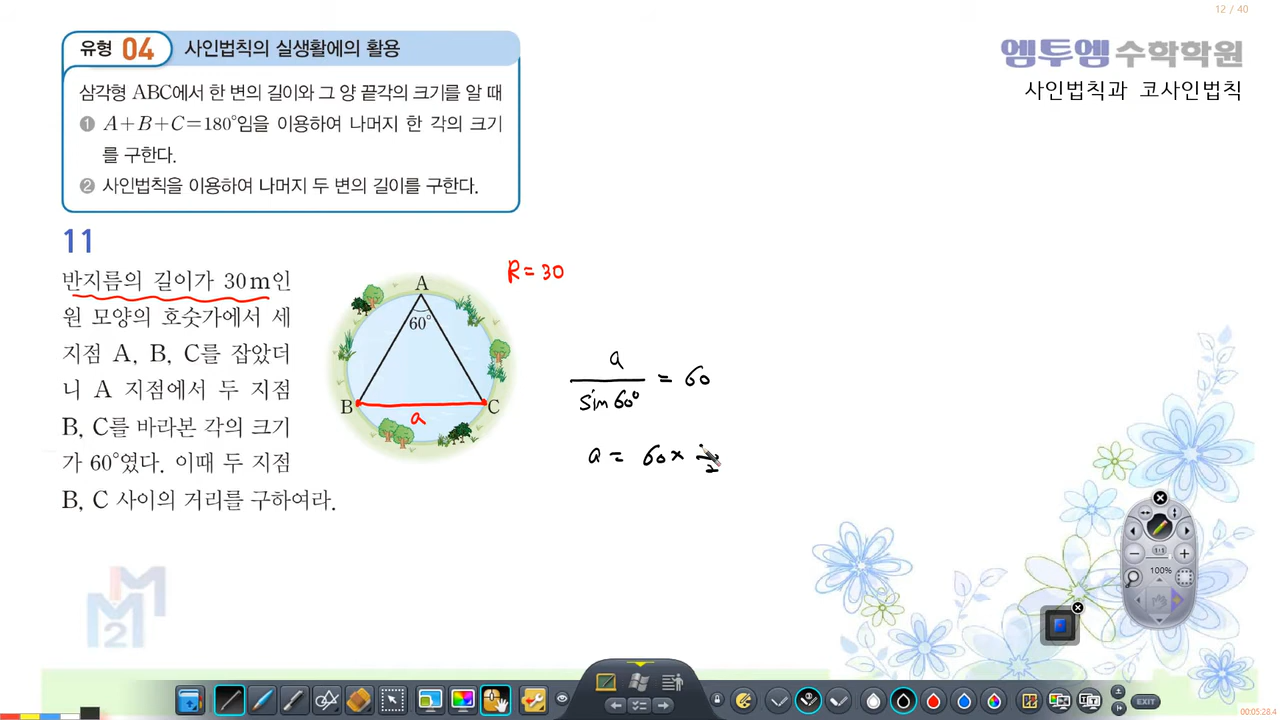 12 / 40
유형 04 사인법칙의 실생활에의 활용
엠투엠수학학원
사인법칙과 코사인법칙
삼각형 ABC에서 한 변의 길이와 그 양 끝각의 크기를 알 때
① A+B+C=180°임을 이용하여 나머지 한 각의 크기
를 구한다.
② 사인법칙을 이용하여 나머지 두 변의 길이를 구한다.
11
반지름의 길이가 30 m인
원 모양의 호숫가에서 세
지점 A, B, C를 잡았더
니 A 지점에서 두 지점
B, C를 바라본 각의 크기
가 60°였다. 이때 두 지점
B, C 사이의 거리를 구하여라.
A
60°
B
C
a
R = 30
a / sin 60° = 60
a = 60 × 2
M M 2
1:1
100%
EXIT
00:05:28.4